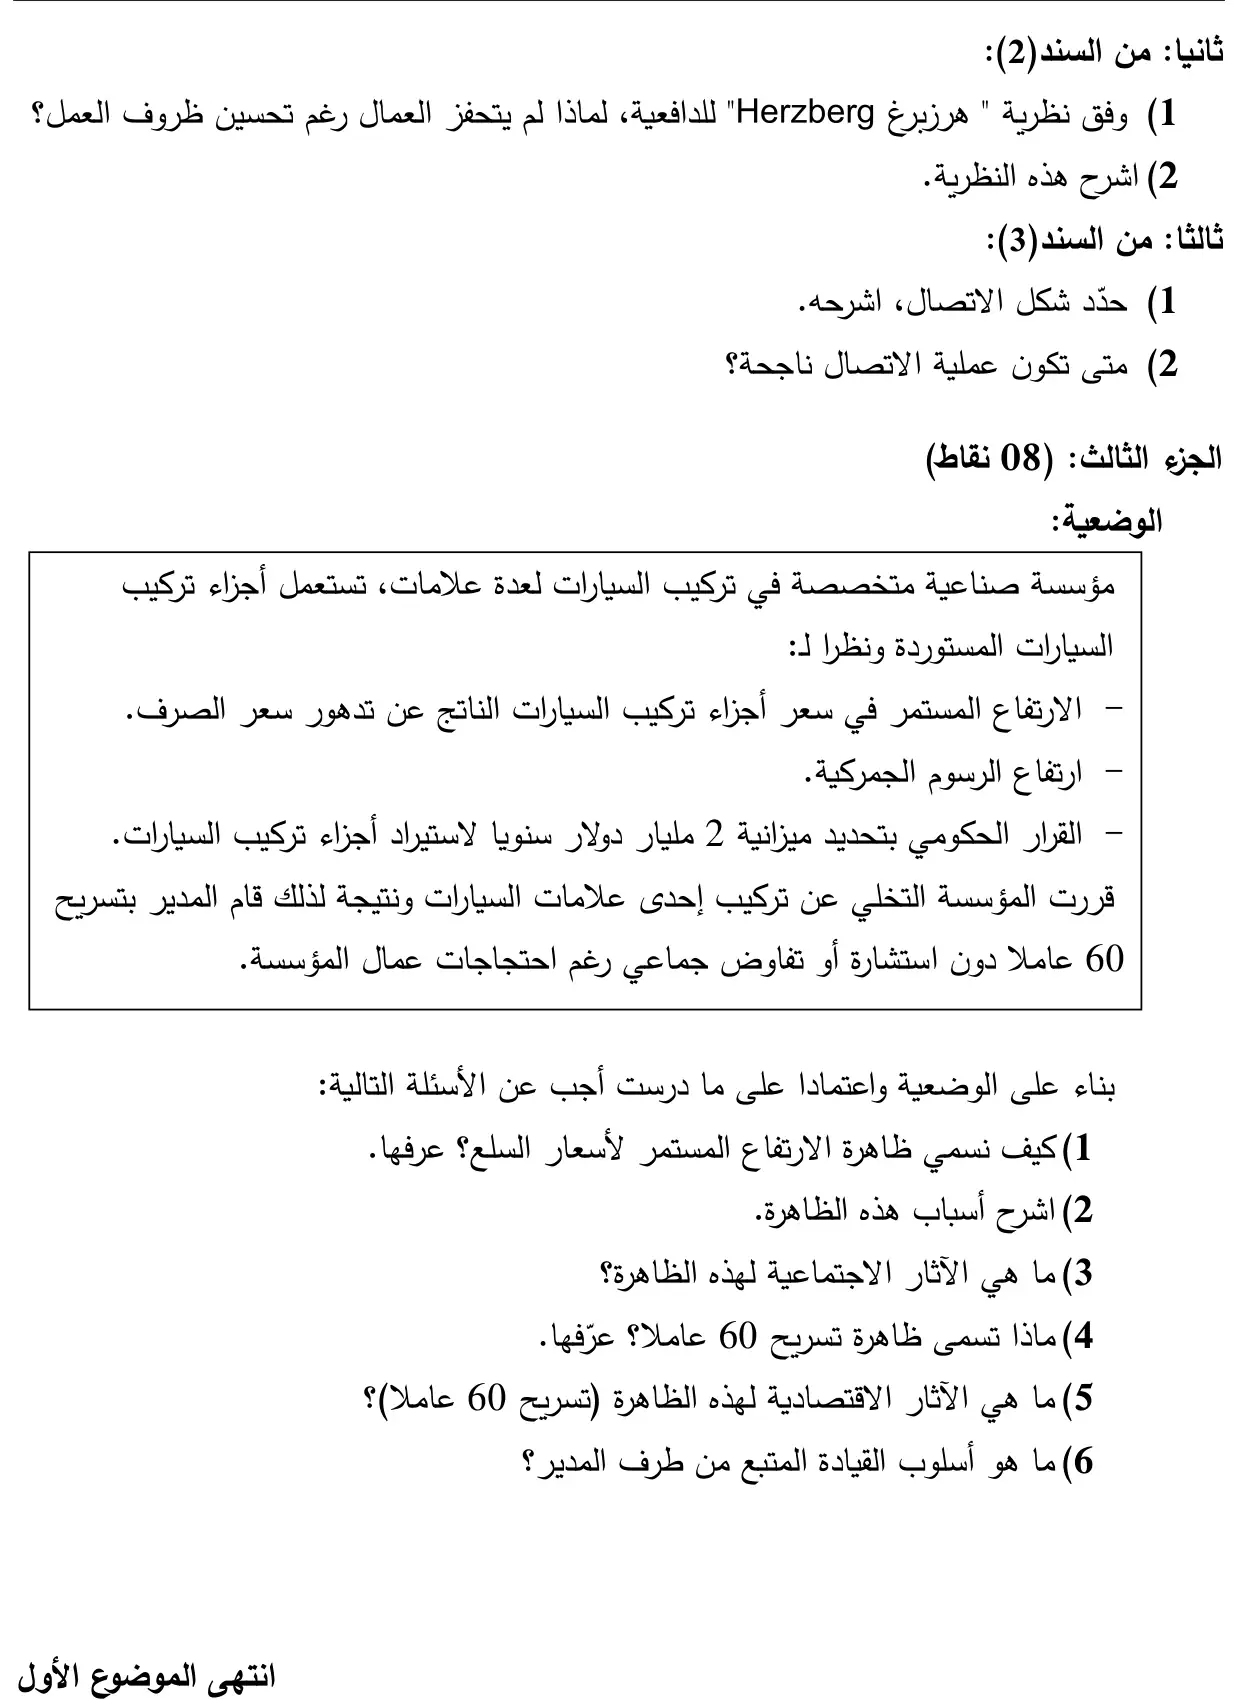 ثانيا: من السند(2):
1) وفق نظرية " هرزبرغ Herzberg" للدافعية، لماذا لم يتحفز العمال رغم تحسين ظروف العمل؟
2) اشرح هذه النظرية.
ثالثا: من السند(3):
1) حدّد شكل الاتصال، اشرحه.
2) متى تكون عملية الاتصال ناجحة؟
الجزء الثالث: (08 نقاط)
الوضعية:
مؤسسة صناعية متخصصة في تركيب السيارات لعدة علامات، تستعمل أجزاء تركيب
السيارات المستوردة ونظرا لـ:
- الارتفاع المستمر في سعر أجزاء تركيب السيارات الناتج عن تدهور سعر الصرف.
- ارتفاع الرسوم الجمركية.
- القرار الحكومي بتحديد ميزانية 2 مليار دولار سنويا لاستيراد أجزاء تركيب السيارات.
قررت المؤسسة التخلي عن تركيب إحدى علامات السيارات ونتيجة لذلك قام المدير بتسريح
60 عاملا دون استشارة أو تفاوض جماعي رغم احتجاجات عمال المؤسسة.
بناء على الوضعية واعتمادا على ما درست أجب عن الأسئلة التالية:
1) كيف نسمي ظاهرة الارتفاع المستمر لأسعار السلع؟ عرفها.
2) اشرح أسباب هذه الظاهرة.
3) ما هي الآثار الاجتماعية لهذه الظاهرة؟
4) ماذا تسمى ظاهرة تسريح 60 عاملا؟ عرّفها.
5) ما هي الآثار الاقتصادية لهذه الظاهرة (تسريح 60 عاملا)؟
6) ما هو أسلوب القيادة المتبع من طرف المدير؟
انتهى الموضوع الأول